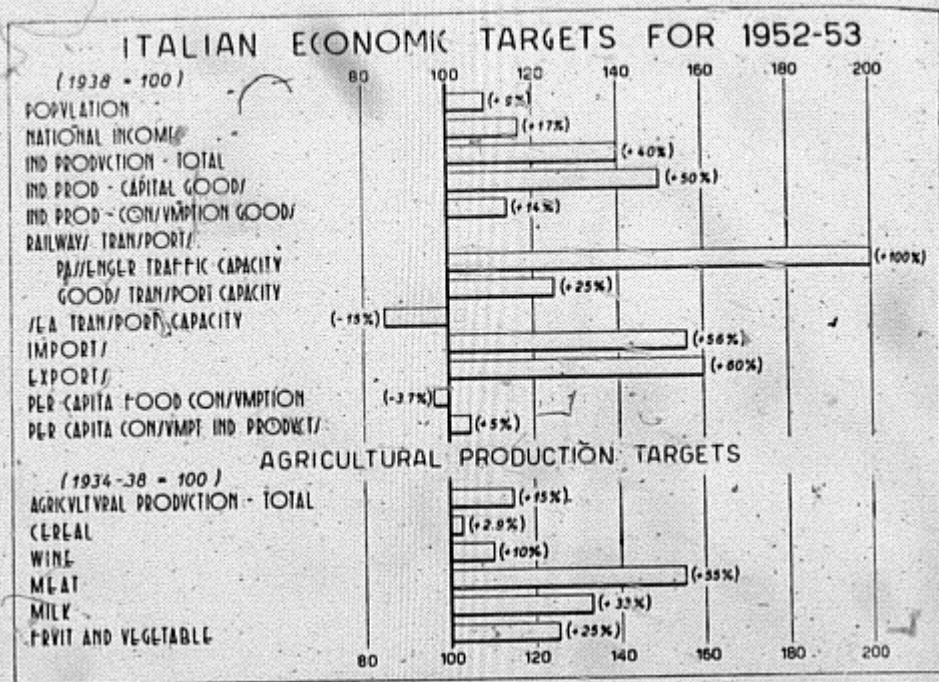 ITALIAN ECONOMIC TARGETS FOR 1952-53
(1938 = 100) 80 100 120 140 160 180 200
POPULATION (+9%)
NATIONAL INCOME (+17%)
IND PRODUCTION - TOTAL (+40%)
IND PROD - CAPITAL GOODS (+50%)
IND PROD - CONSUMPTION GOODS (+14%)
RAILWAYS TRANSPORTS:
PASSENGER TRAFFIC CAPACITY (+100%)
GOODS TRANSPORT CAPACITY (+25%)
SEA TRANSPORT CAPACITY (-15%)
IMPORTS (+56%)
EXPORTS (+60%)
PER CAPITA FOOD CONSUMPTION (-3.7%)
PER CAPITA CONSUMPT IND PRODUCTS (+5%)
AGRICULTURAL PRODUCTION TARGETS
(1934-38 = 100)
AGRICULTURAL PRODUCTION - TOTAL (+15%)
CEREAL (+2.9%)
WINE (+10%)
MEAT (+55%)
MILK (+33%)
FRUIT AND VEGETABLE (+25%)
80 100 120 140 160 180 200